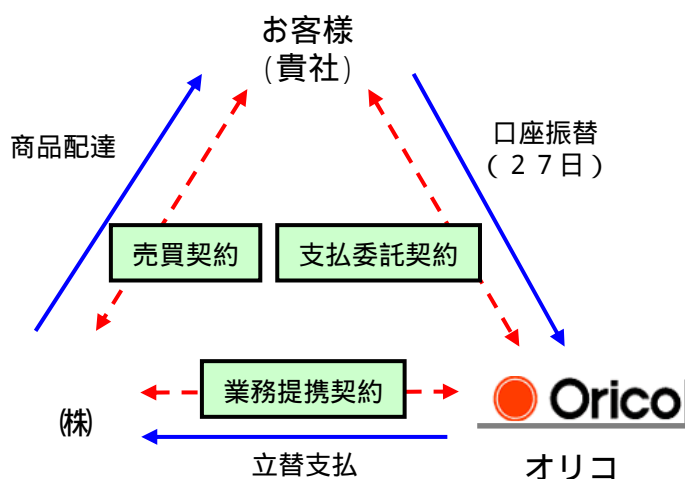 お客様
(貴社)
商品配達
口座振替
(27日)
売買契約
支払委託契約
業務提携契約
㈱
Orico
立替支払
オリコ